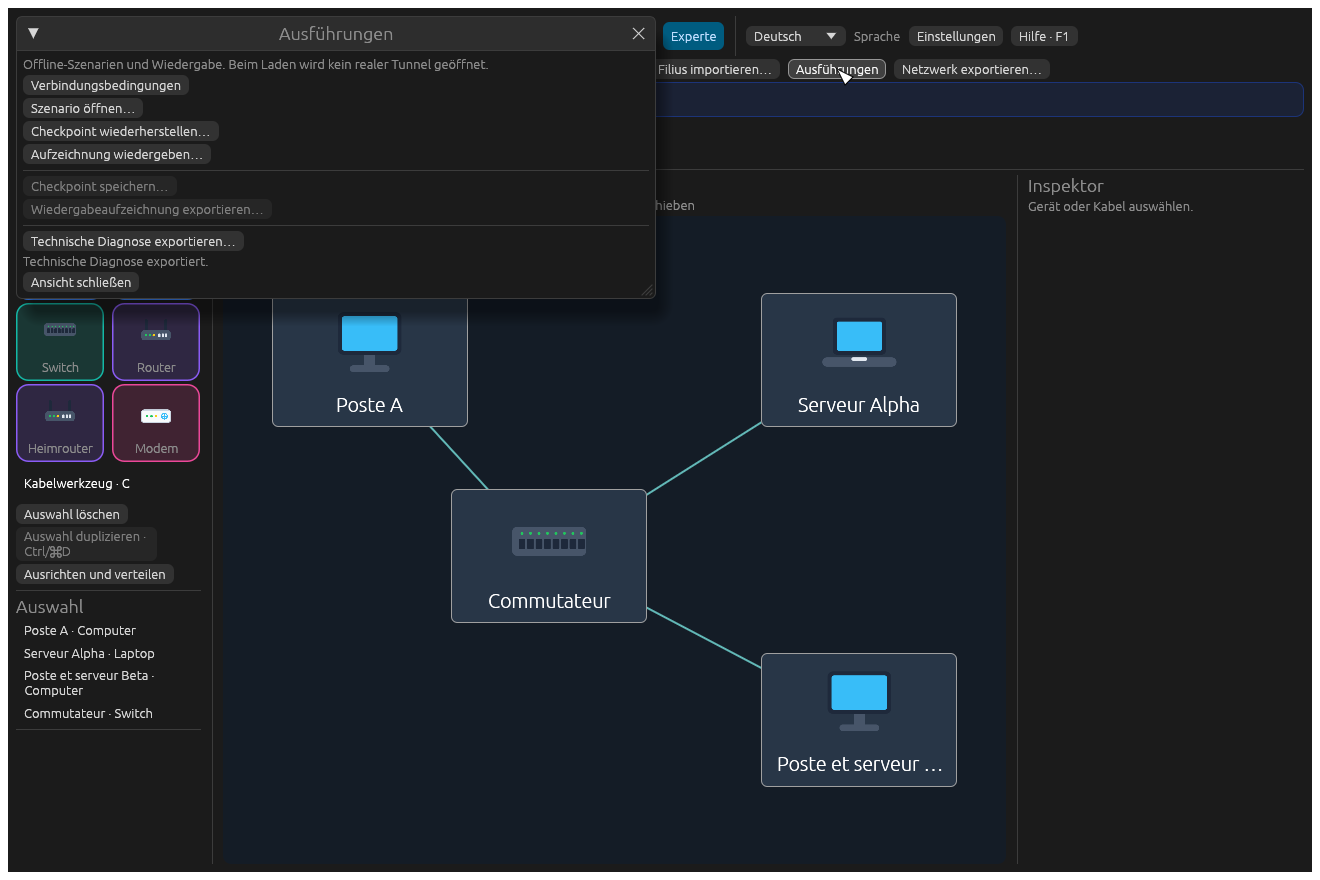 ▼ Ausführungen
Offline-Szenarien und Wiedergabe. Beim Laden wird kein realer Tunnel geöffnet.
Verbindungsbedingungen
Szenario öffnen…
Checkpoint wiederherstellen…
Aufzeichnung wiedergeben…
Checkpoint speichern…
Wiedergabeaufzeichnung exportieren…
Technische Diagnose exportieren…
Technische Diagnose exportiert.
Ansicht schließen
Experte
Deutsch
Sprache
Einstellungen
Hilfe · F1
Filius importieren…
Ausführungen
Netzwerk exportieren…
hieben
Switch
Router
Heimrouter
Modem
Kabelwerkzeug · C
Auswahl löschen
Auswahl duplizieren ·
Ctrl/⌘D
Ausrichten und verteilen
Auswahl
Poste A · Computer
Serveur Alpha · Laptop
Poste et serveur Beta ·
Computer
Commutateur · Switch
Poste A
Serveur Alpha
Commutateur
Poste et serveur …
Inspektor
Gerät oder Kabel auswählen.